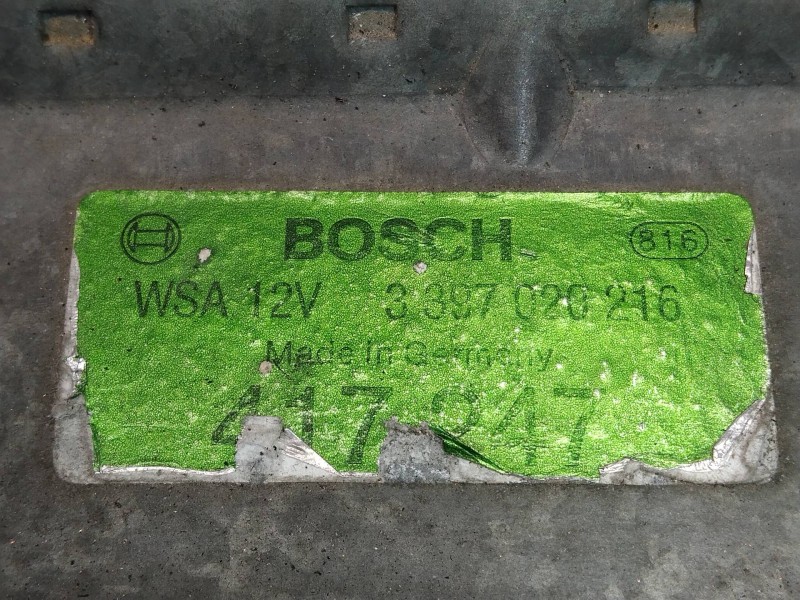 BOSCH 816
WSA 12V 3 397 020 216
Made in Germany
417 947